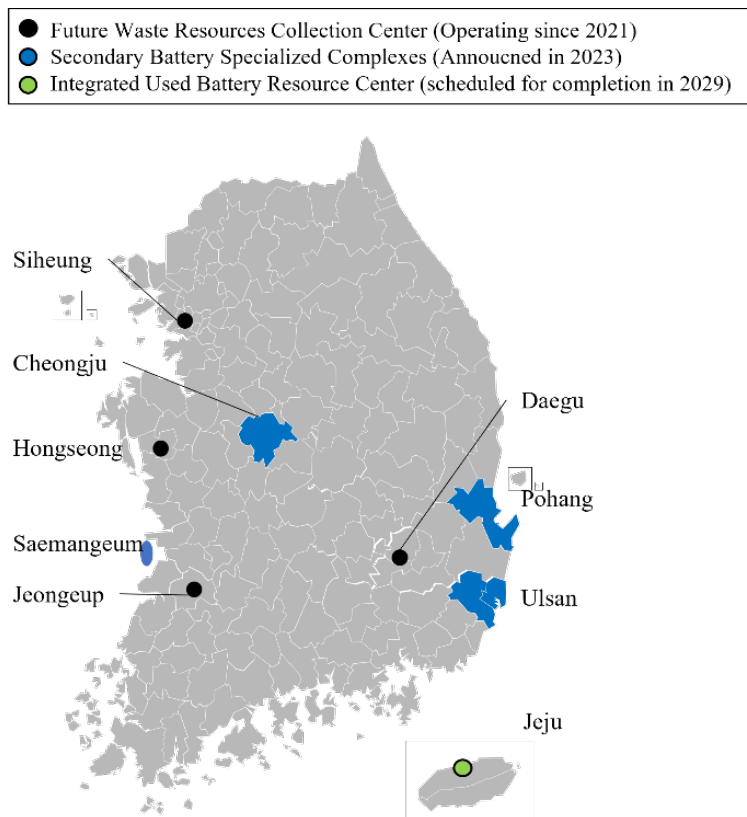 Future Waste Resources Collection Center (Operating since 2021)
Secondary Battery Specialized Complexes (Announcned in 2023)
Integrated Used Battery Resource Center (scheduled for completion in 2029)
Siheung
Cheongju
Daegu
Hongseong
Pohang
Saemangeum
Jeongeup
Ulsan
Jeju